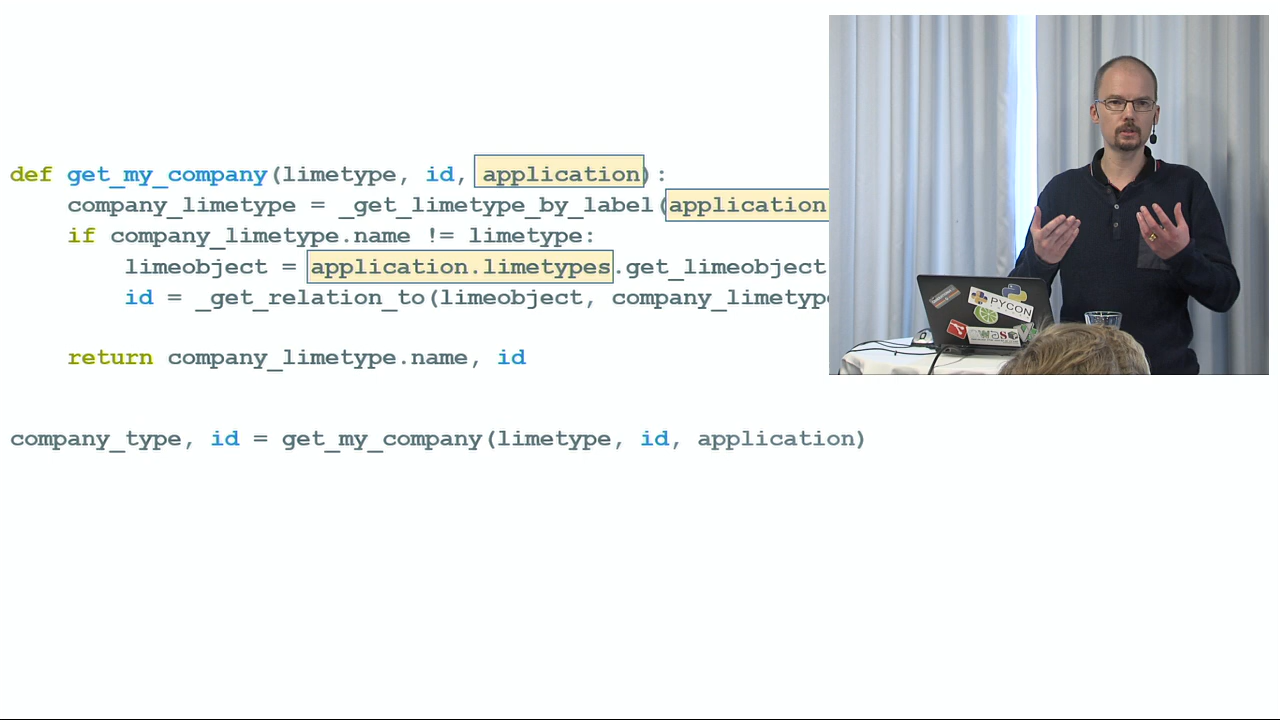 def get_my_company(limetype, id, application):
company_limetype = _get_limetype_by_label(application
if company_limetype.name != limetype:
limeobject = application.limetypes.get_limeobject
id = _get_relation_to(limeobject, company_limetype
return company_limetype.name, id
company_type, id = get_my_company(limetype, id, application)
PYCON